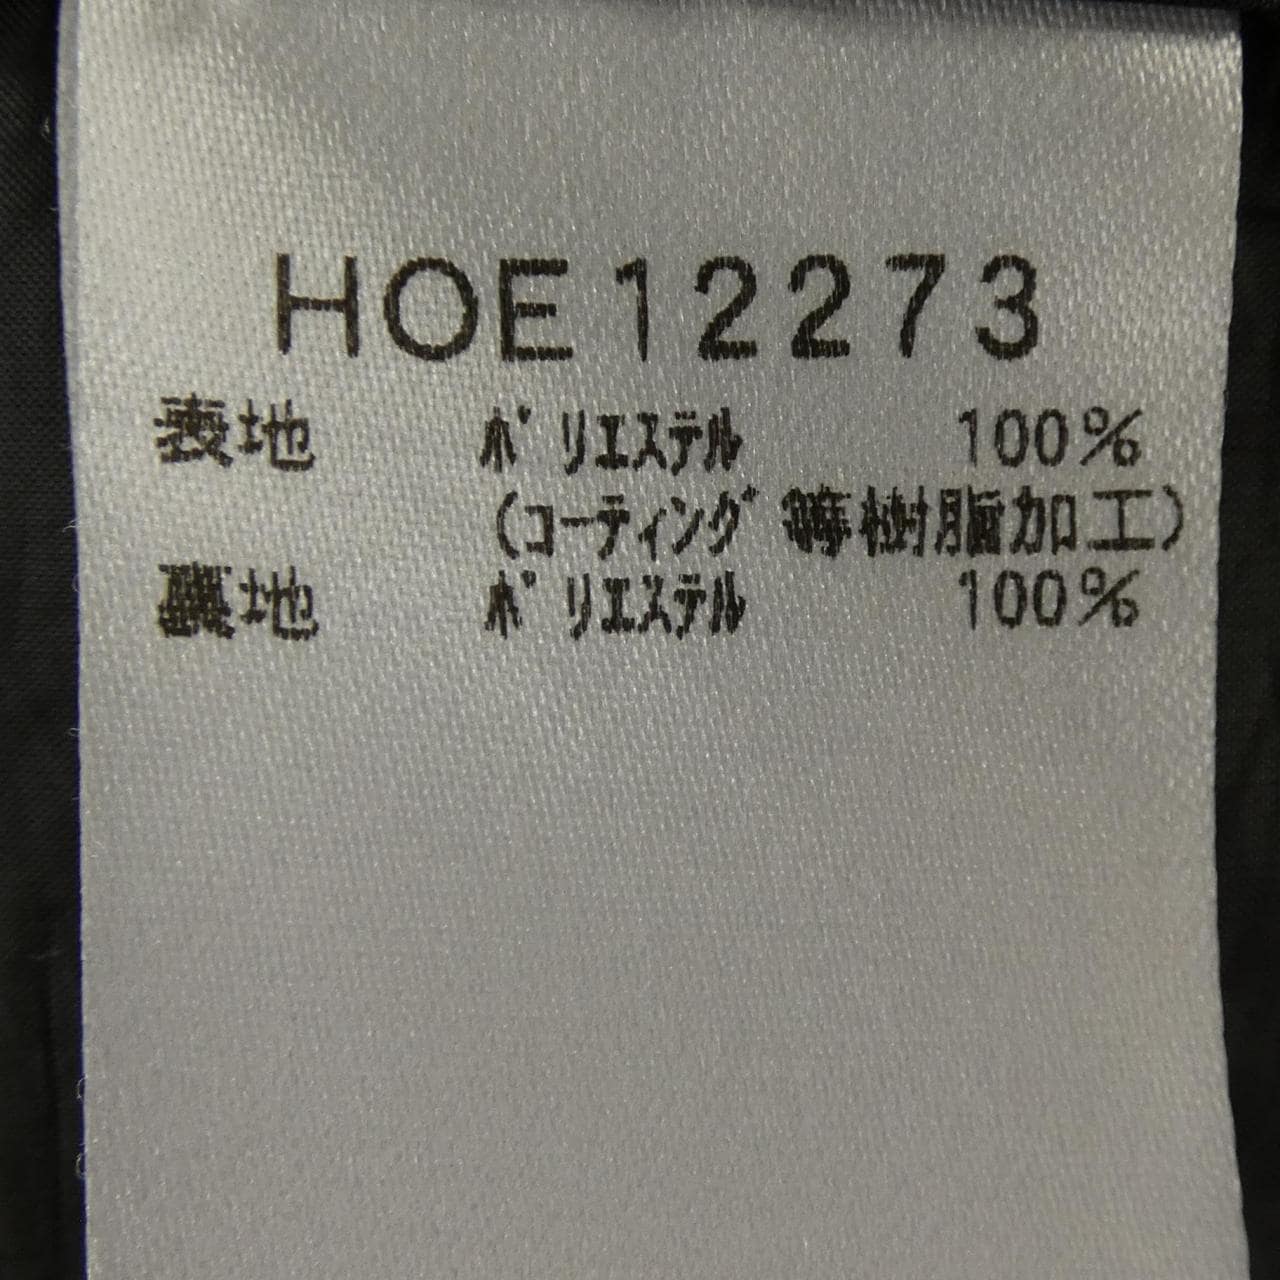 HOE12273
表地 ポリエステル 100%
(コーティング等樹脂加工)
裏地 ポリエステル 100%